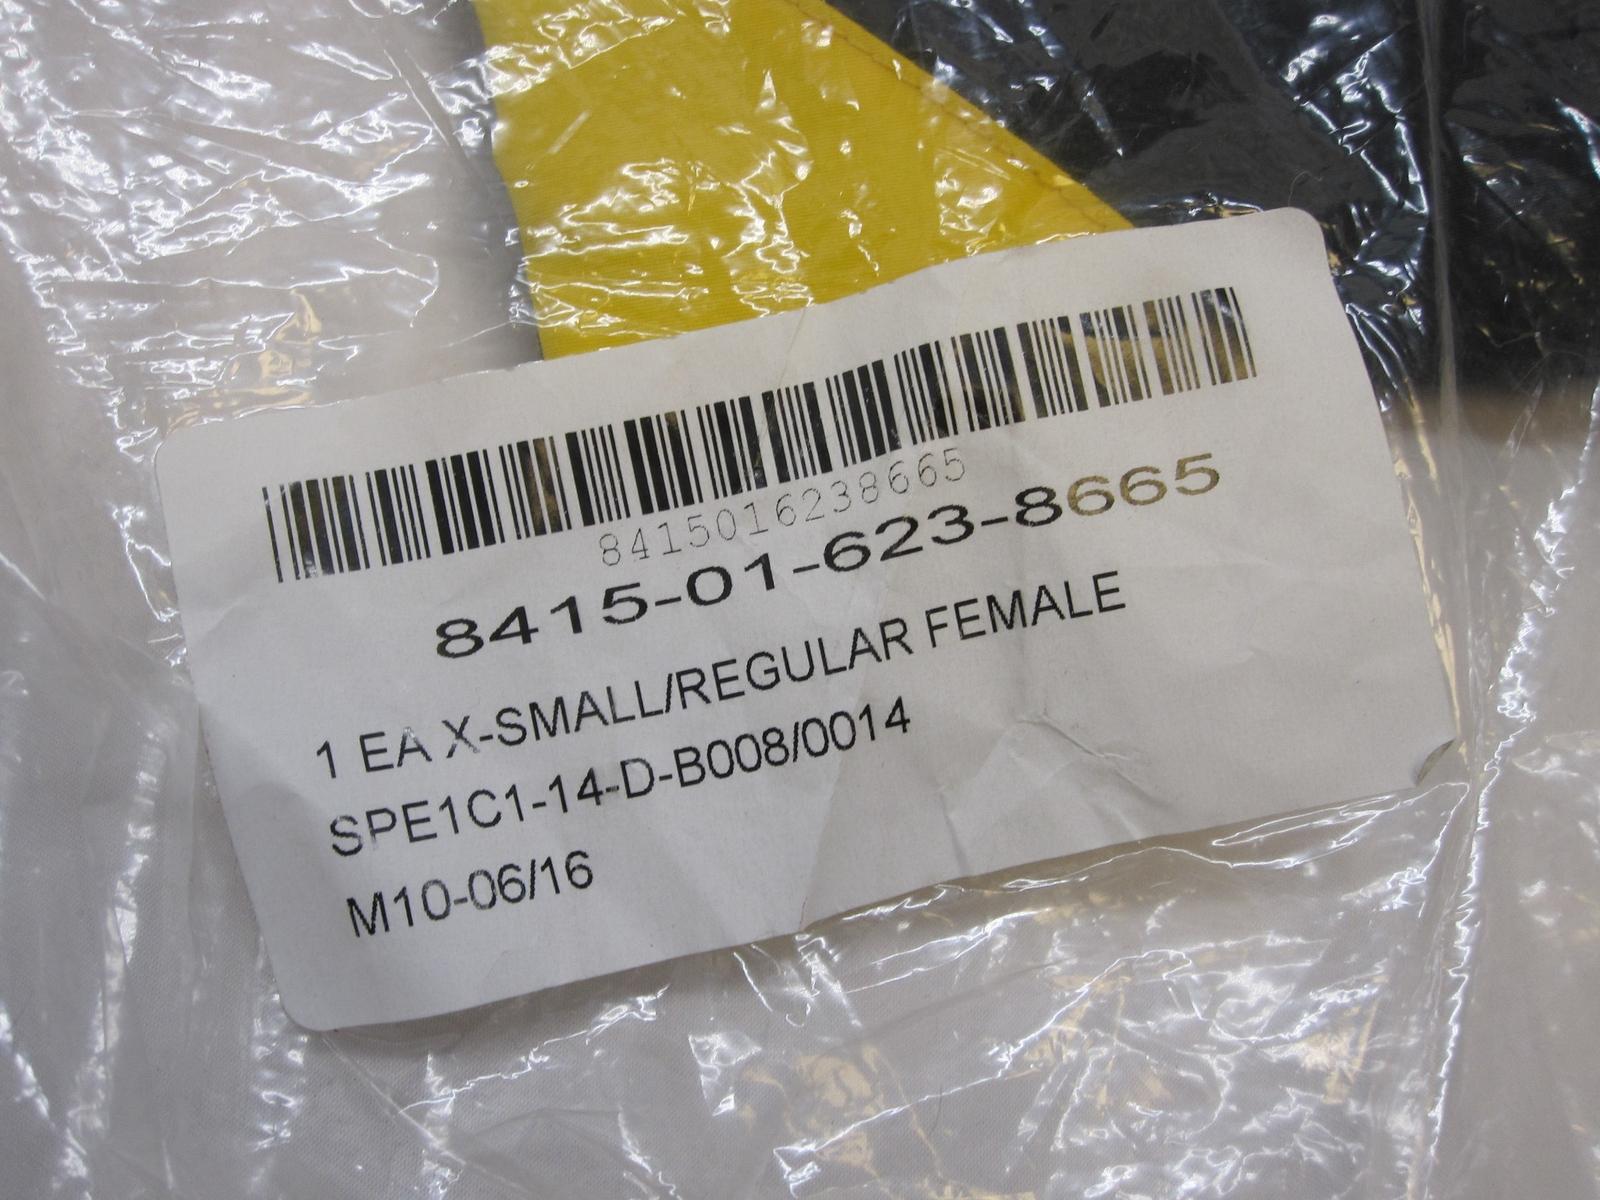 8415016238665
8415-01-623-8665
1 EA X-SMALL/REGULAR FEMALE
SPE1C1-14-D-B008/0014
M10-06/16